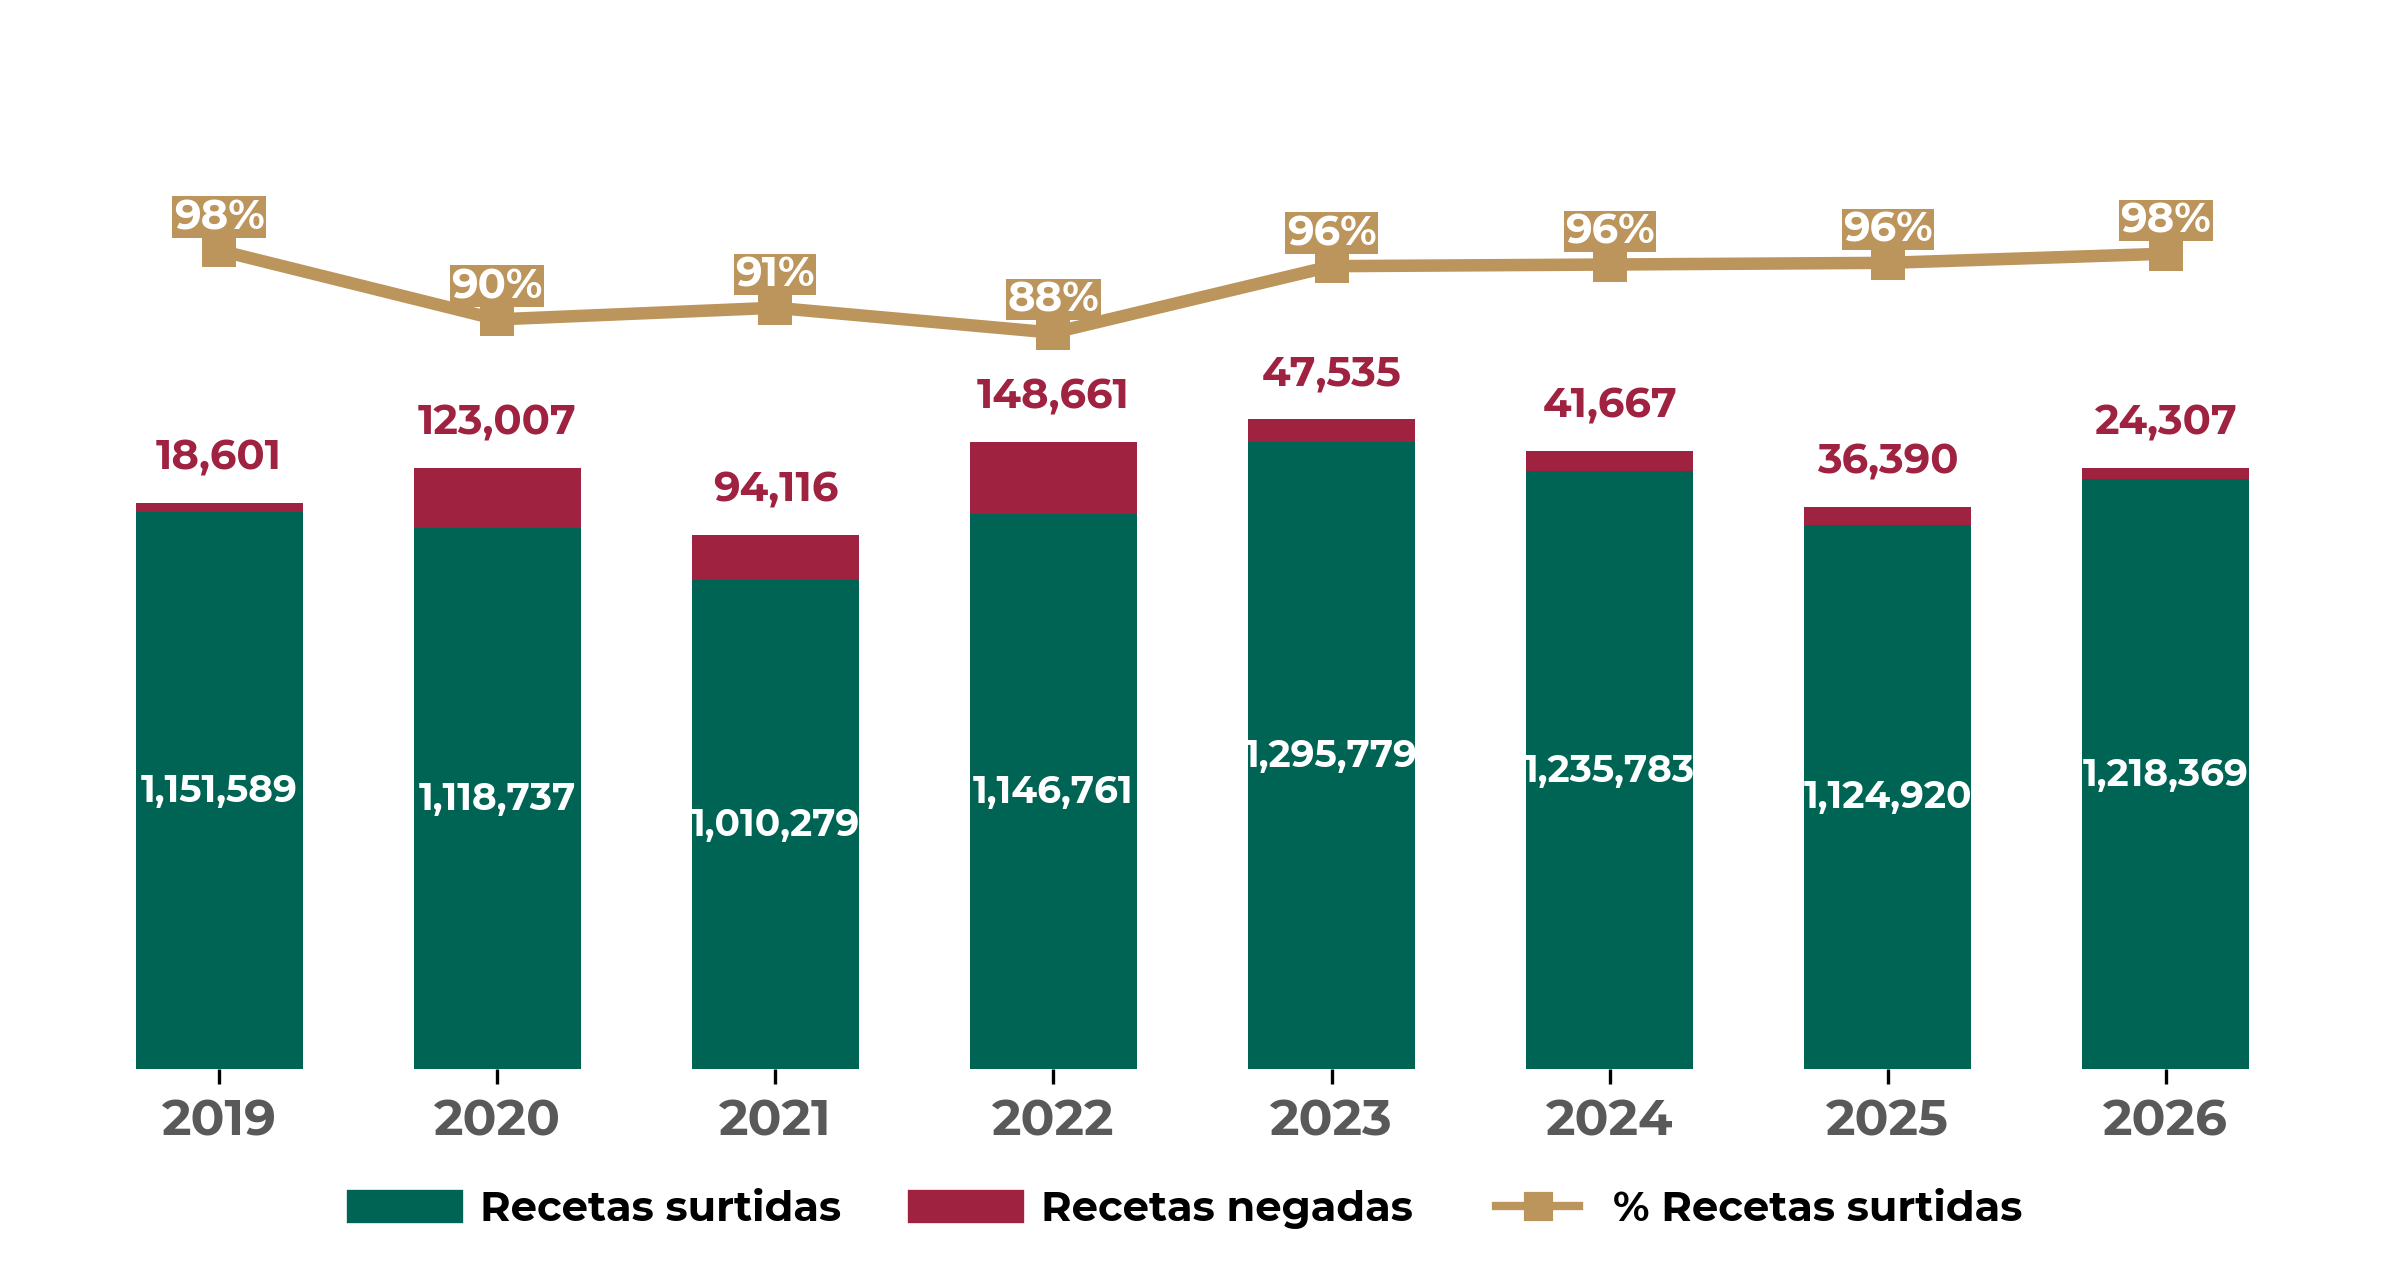 98% 90% 91% 88% 96% 96% 96% 98%
18,601 123,007 94,116 148,661 47,535 41,667 36,390 24,307
1,151,589 1,118,737 1,010,279 1,146,761 1,295,779 1,235,783 1,124,920 1,218,369
2019 2020 2021 2022 2023 2024 2025 2026
Recetas surtidas Recetas negadas % Recetas surtidas